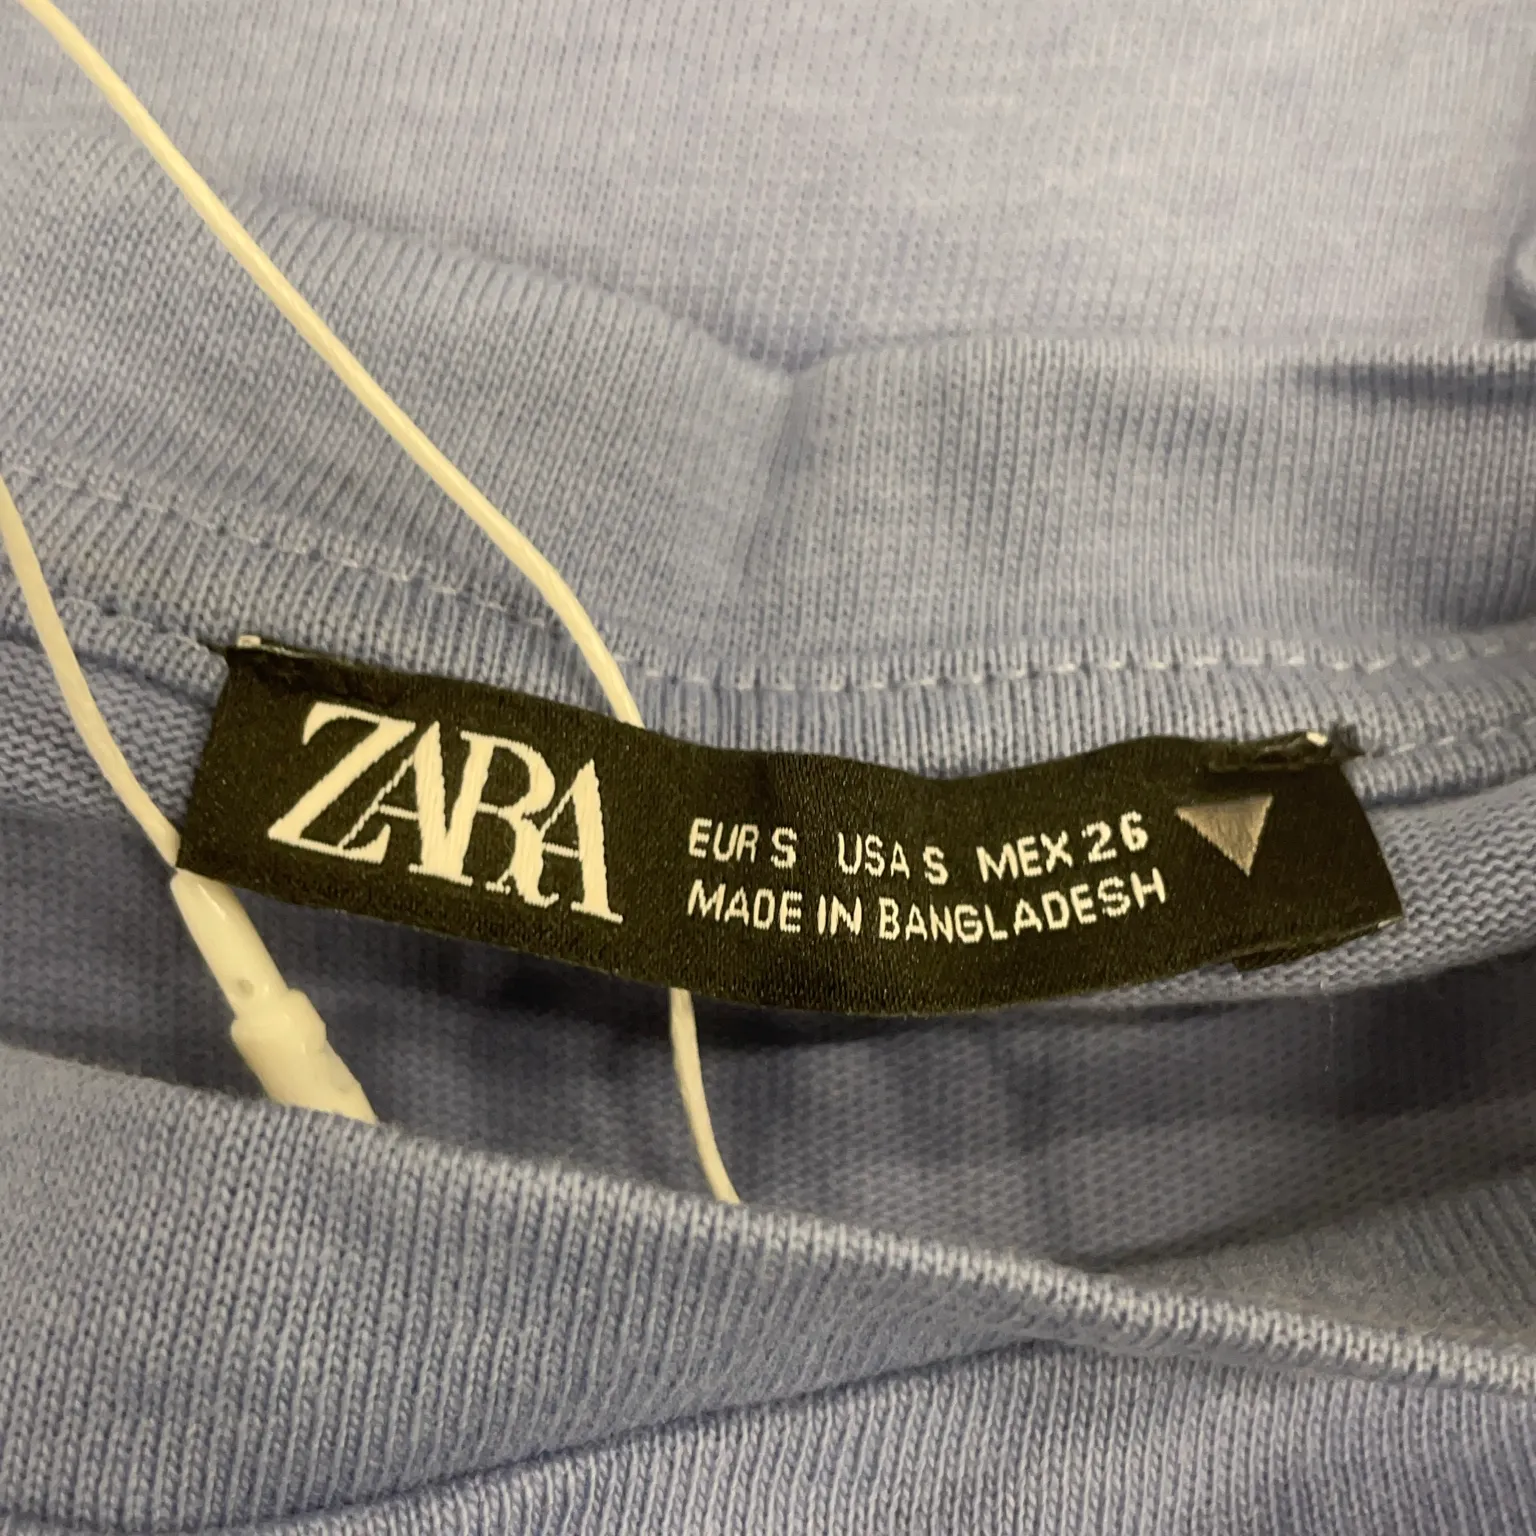 ZARA
EUR S USA S MEX 26
MADE IN BANGLADESH